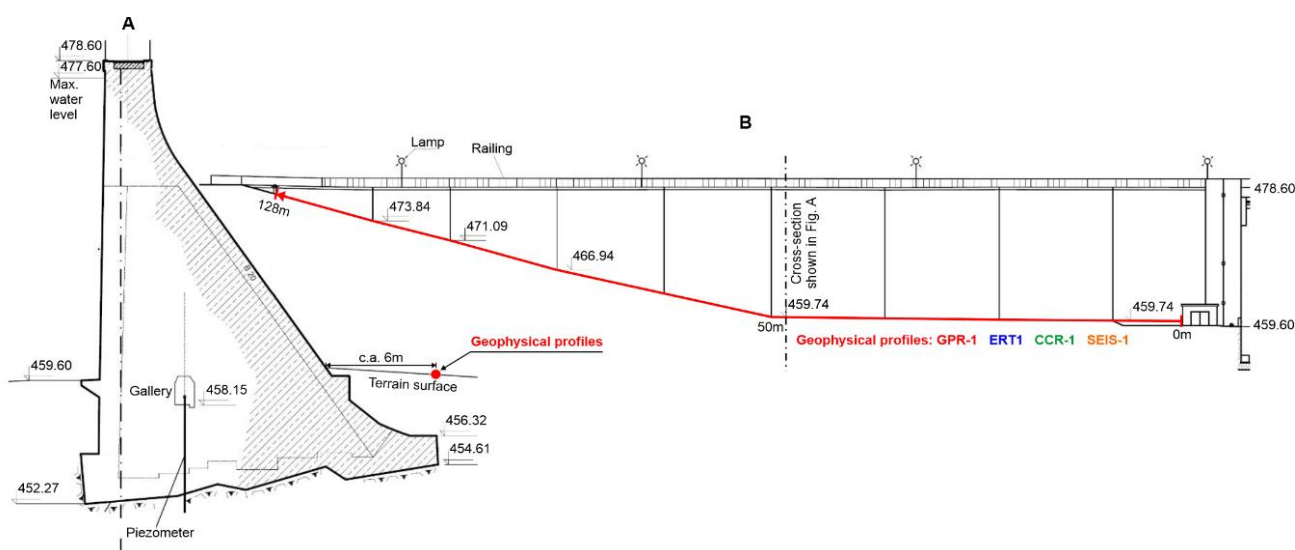 A
478.60
477.60
Max.
water
level
B 20
459.60
Gallery
458.15
c.a. 6m
Geophysical profiles
Terrain surface
456.32
454.61
452.27
Piezometer
B
Lamp
Railing
478.60
128m
473.84
471.09
466.94
Cross-section
shown in Fig. A
459.74
459.74
50m
0m
459.60
Geophysical profiles: GPR-1 ERT1 CCR-1 SEIS-1